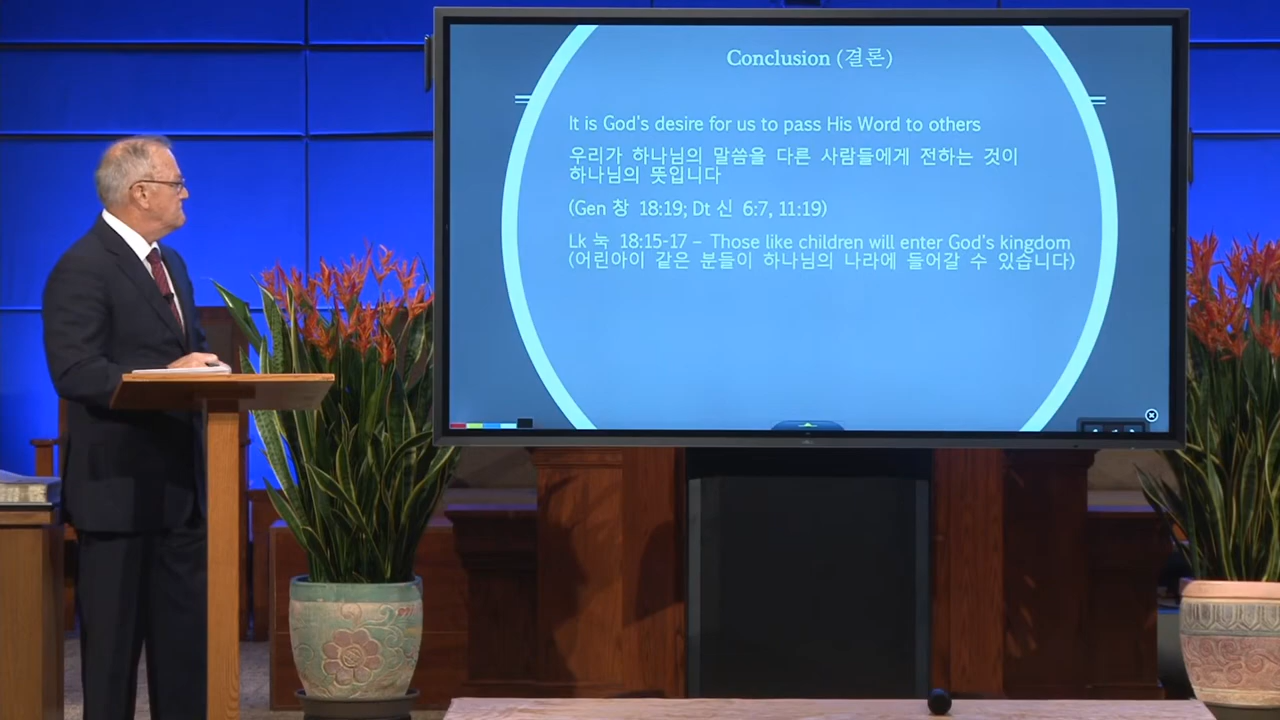 Conclusion (결론)
It is God's desire for us to pass His Word to others
우리가 하나님의 말씀을 다른 사람들에게 전하는 것이
하나님의 뜻입니다
(Gen 창 18:19; Dt 신 6:7, 11:19)
Lk 눅 18:15-17 – Those like children will enter God's kingdom
(어린아이 같은 분들이 하나님의 나라에 들어갈 수 있습니다)